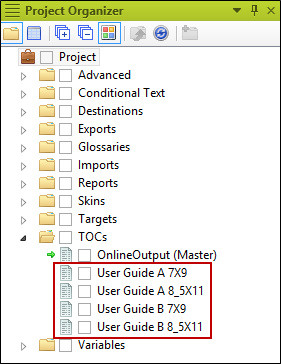 Project Organizer
Project
Advanced
Conditional Text
Destinations
Exports
Glossaries
Imports
Reports
Skins
Targets
TOCs
OnlineOutput (Master)
User Guide A 7X9
User Guide A 8_5X11
User Guide B 7X9
User Guide B 8_5X11
Variables